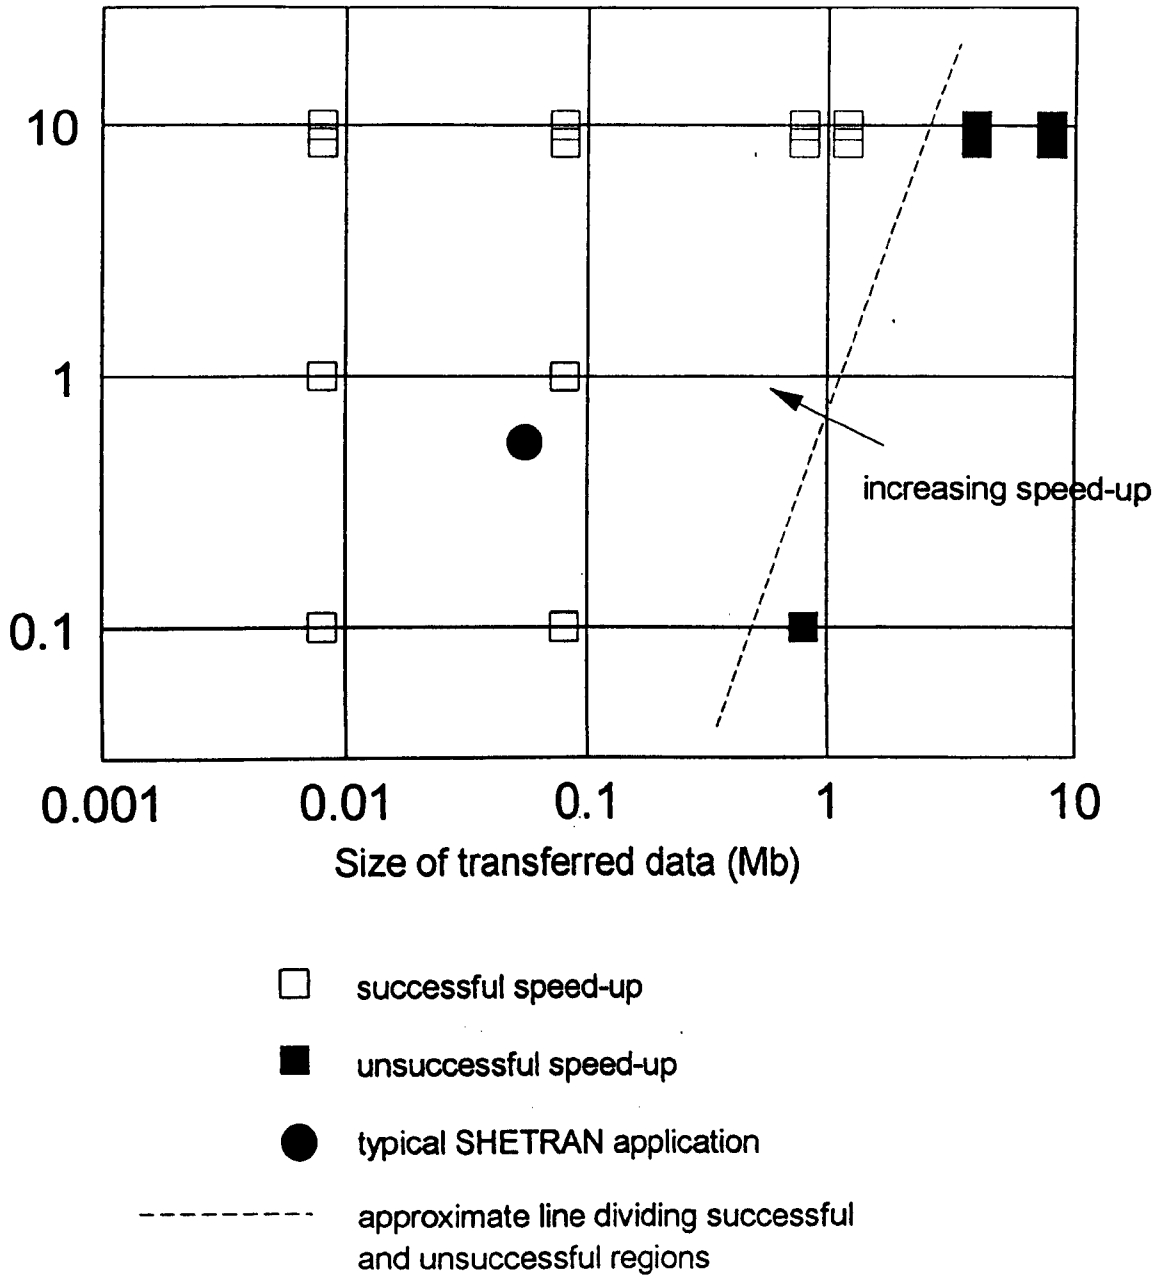 10
1
increasing speed-up
0.1
0.001 0.01 0.1 1 10
Size of transferred data (Mb)
successful speed-up
unsuccessful speed-up
typical SHETRAN application
approximate line dividing successful
and unsuccessful regions